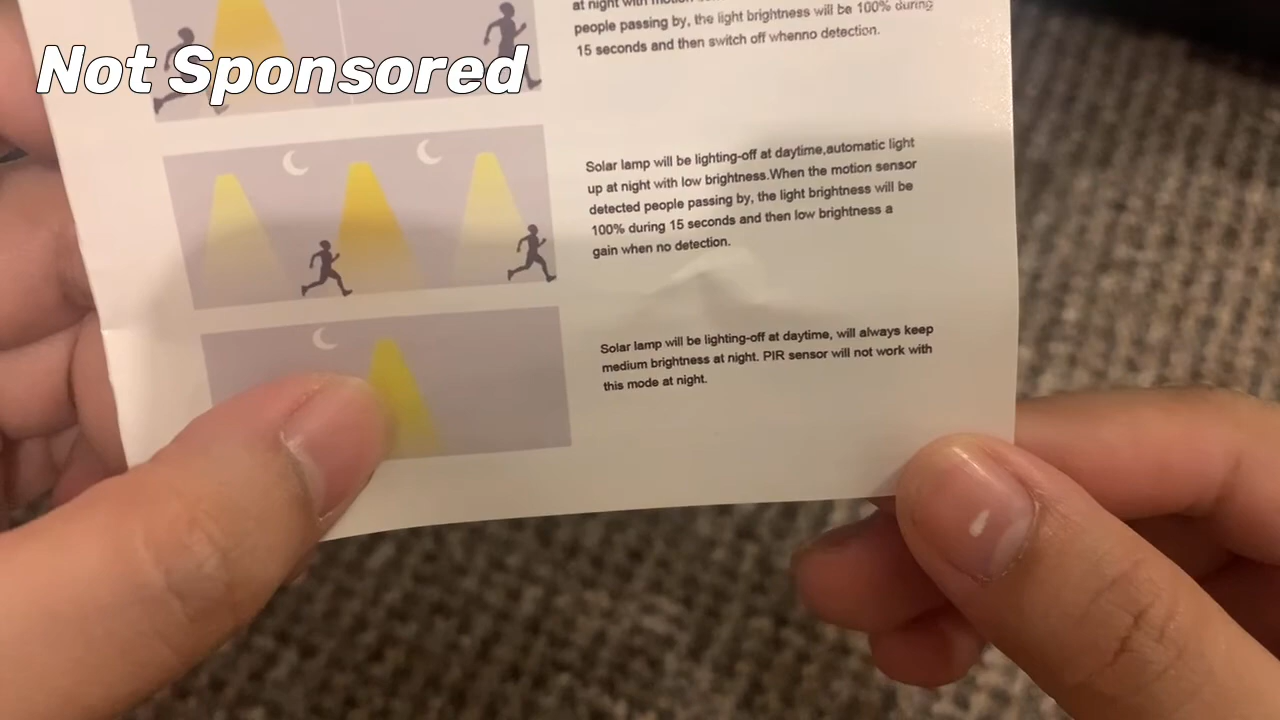 Not Sponsored
at night with
people passing by, the light brightness will be 100% during
15 seconds and then switch off whenno detection.
Solar lamp will be lighting-off at daytime,automatic light
up at night with low brightness.When the motion sensor
detected people passing by, the light brightness will be
100% during 15 seconds and then low brightness a
gain when no detection.
Solar lamp will be lighting-off at daytime, will always keep
medium brightness at night. PIR sensor will not work with
this mode at night.